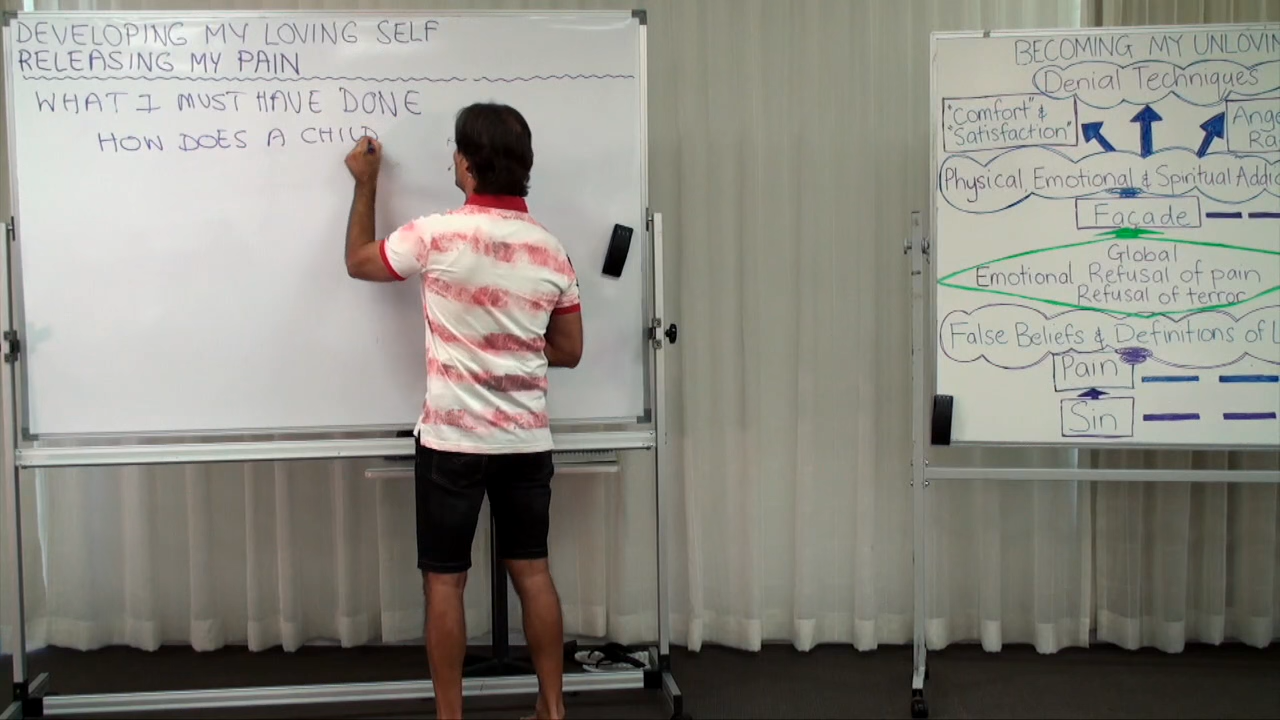 DEVELOPING MY LOVING SELF
RELEASING MY PAIN
WHAT I MUST HAVE DONE
HOW DOES A CHILD
BECOMING MY UNLOVIN
Denial Techniques
"Comfort" &
"Satisfaction"
Ange
Ra
Physical, Emotional & Spiritual Addic
Façade
Global
Emotional Refusal of pain
Refusal of terror
False Beliefs & Definitions of L
Pain
Sin